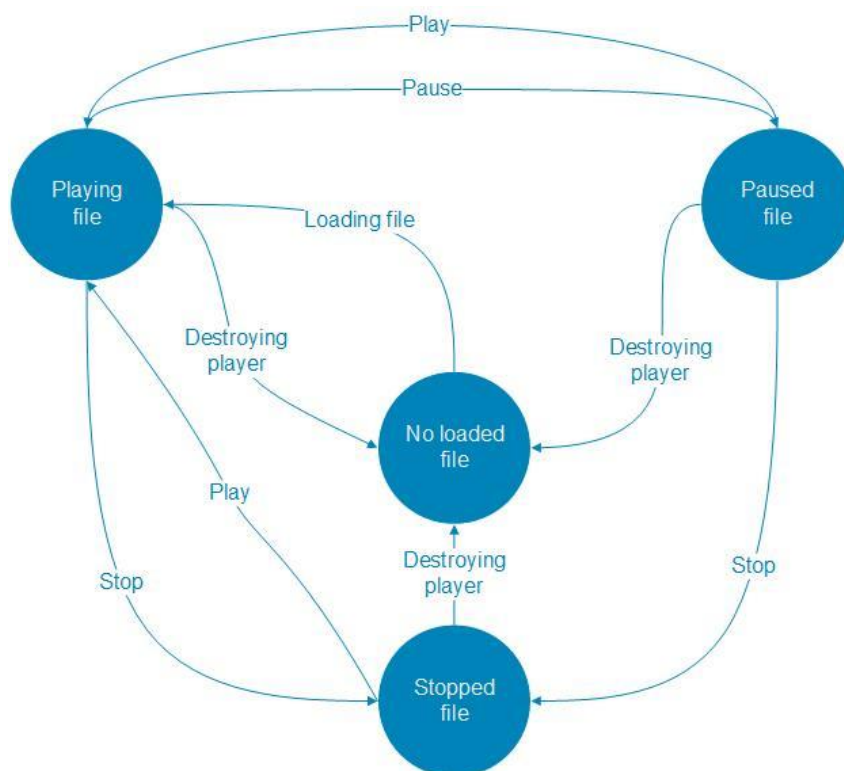 Play
Pause
Playing
file
Paused
file
Loading file
Destroying
player
Destroying
player
No loaded
file
Play
Destroying
player
Stop
Stop
Stopped
file